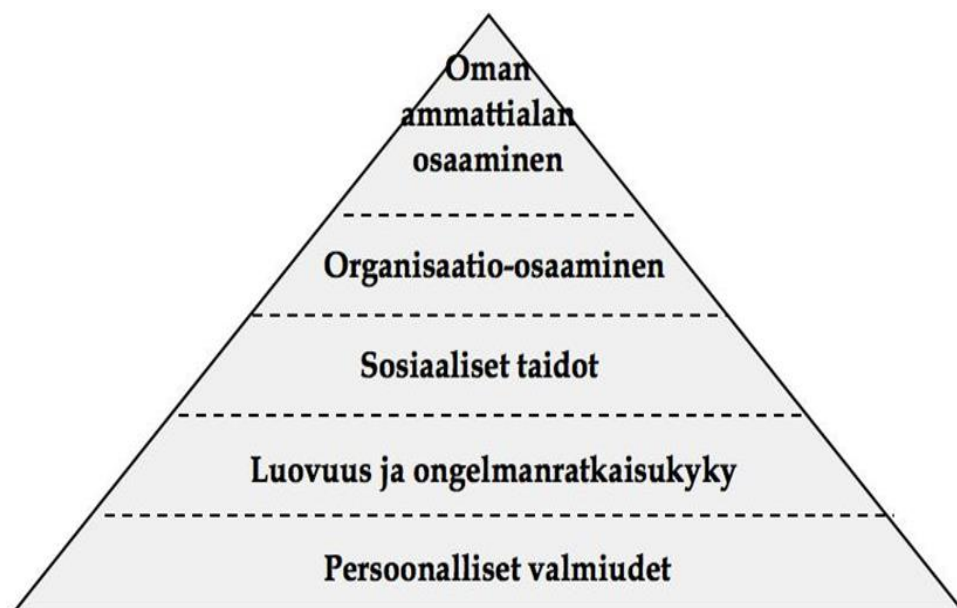 Oman
ammattialan
osaaminen
Organisaatio-osaaminen
Sosiaaliset taidot
Luovuus ja ongelmanratkaisukyky
Persoonalliset valmiudet